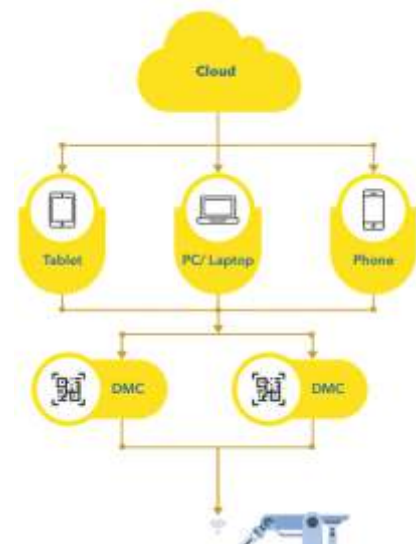 Cloud
Tablet
PC/ Laptop
Phone
DMC
DMC